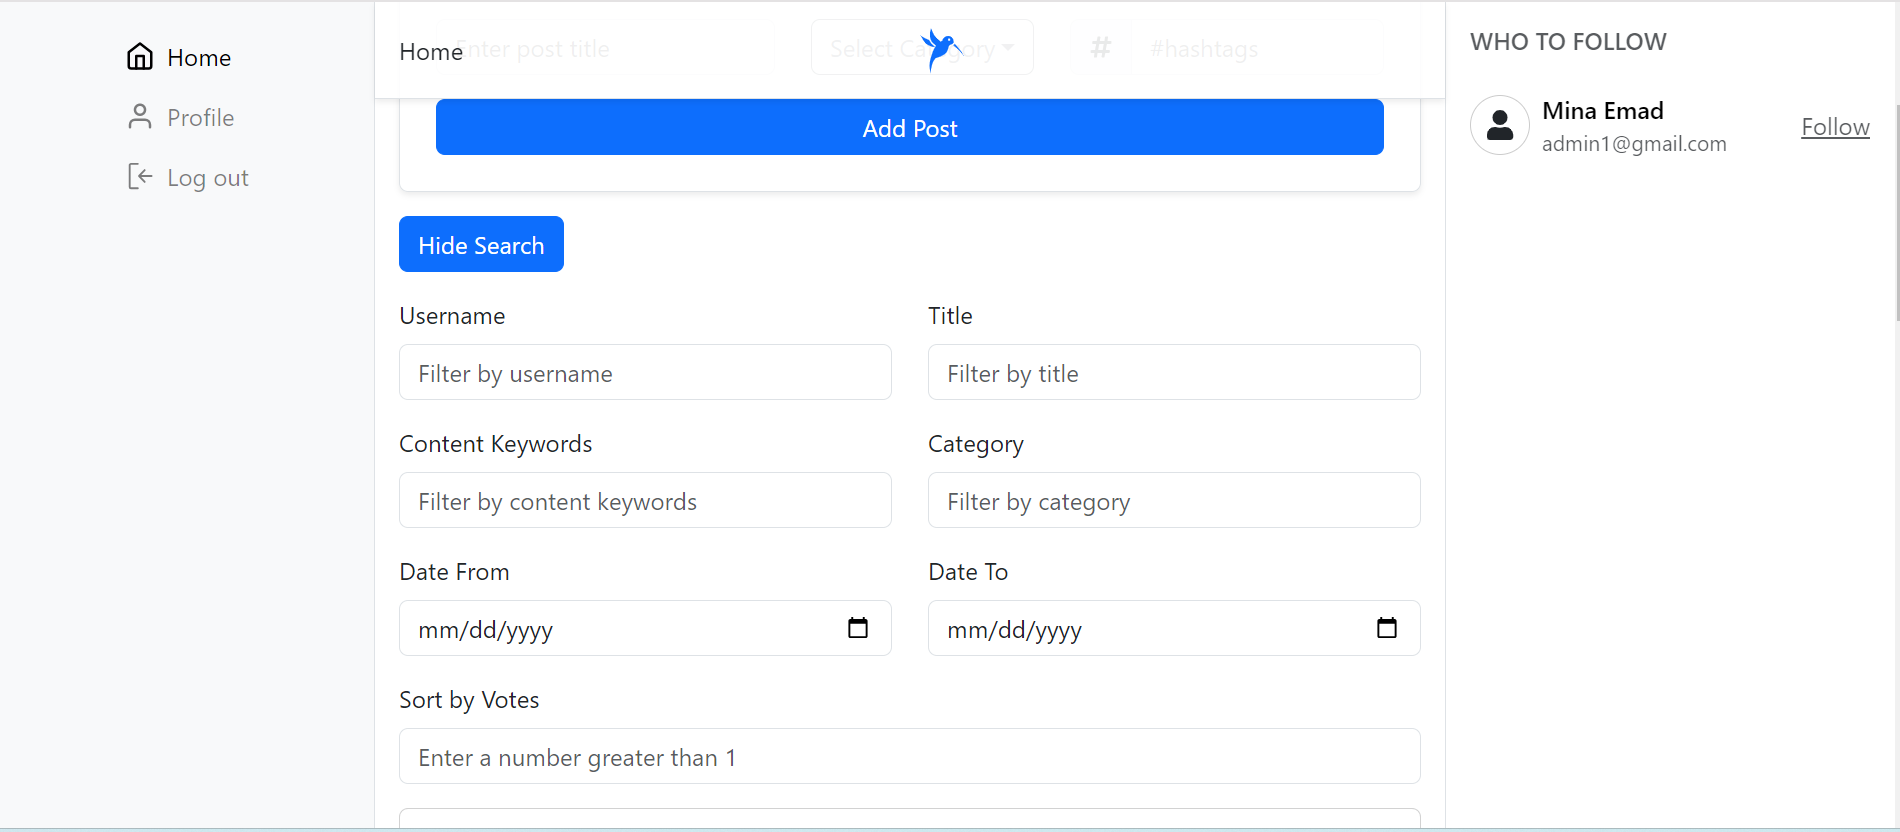 Home
Profile
Log out
Home
Enter post title
Select Category
#
#hashtags
Add Post
Hide Search
Username
Title
Filter by username
Filter by title
Content Keywords
Category
Filter by content keywords
Filter by category
Date From
Date To
mm/dd/yyyy
mm/dd/yyyy
Sort by Votes
Enter a number greater than 1
WHO TO FOLLOW
Mina Emad
admin1@gmail.com
Follow